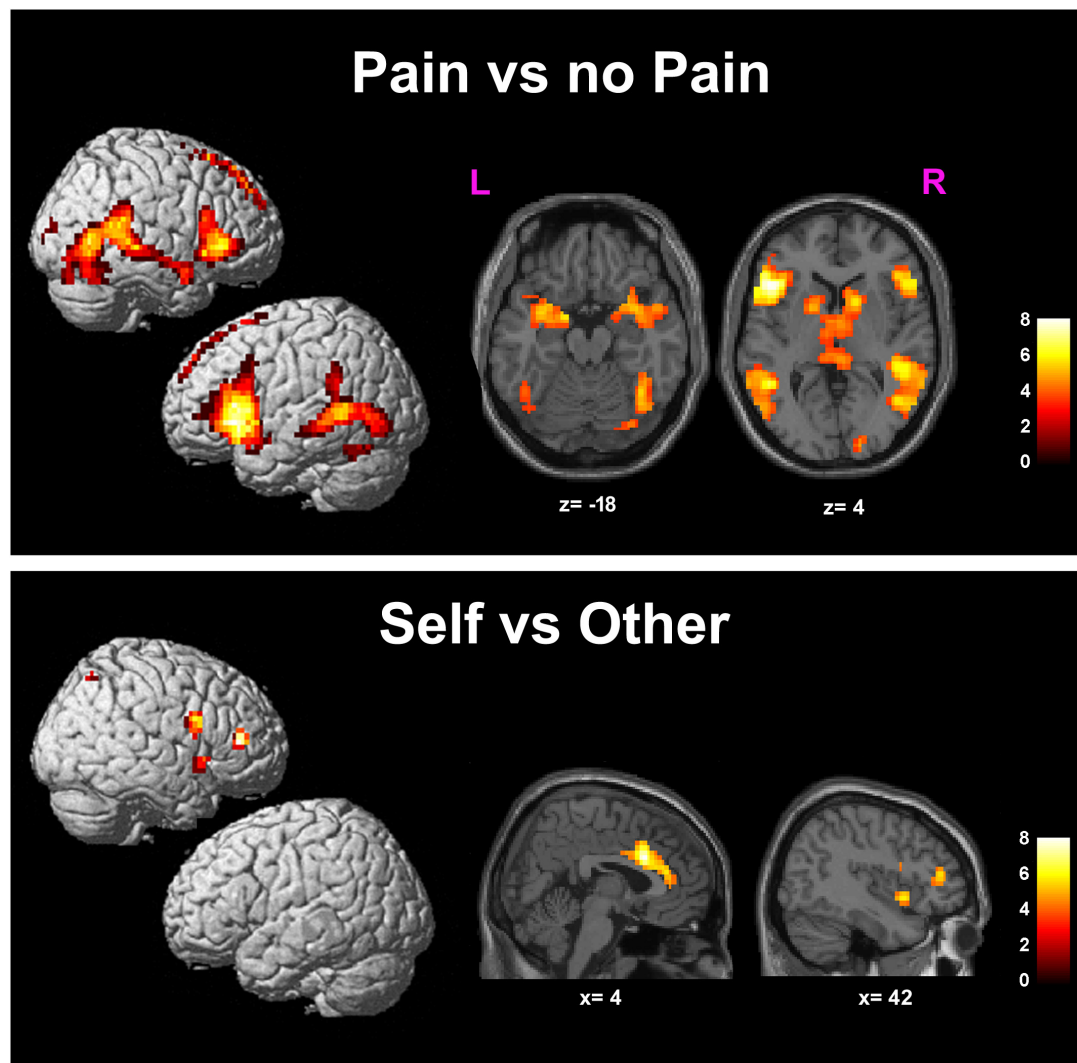 Pain vs no Pain
L
R
8
6
4
2
0
z= -18
z= 4
Self vs Other
8
6
4
2
0
x= 4
x= 42